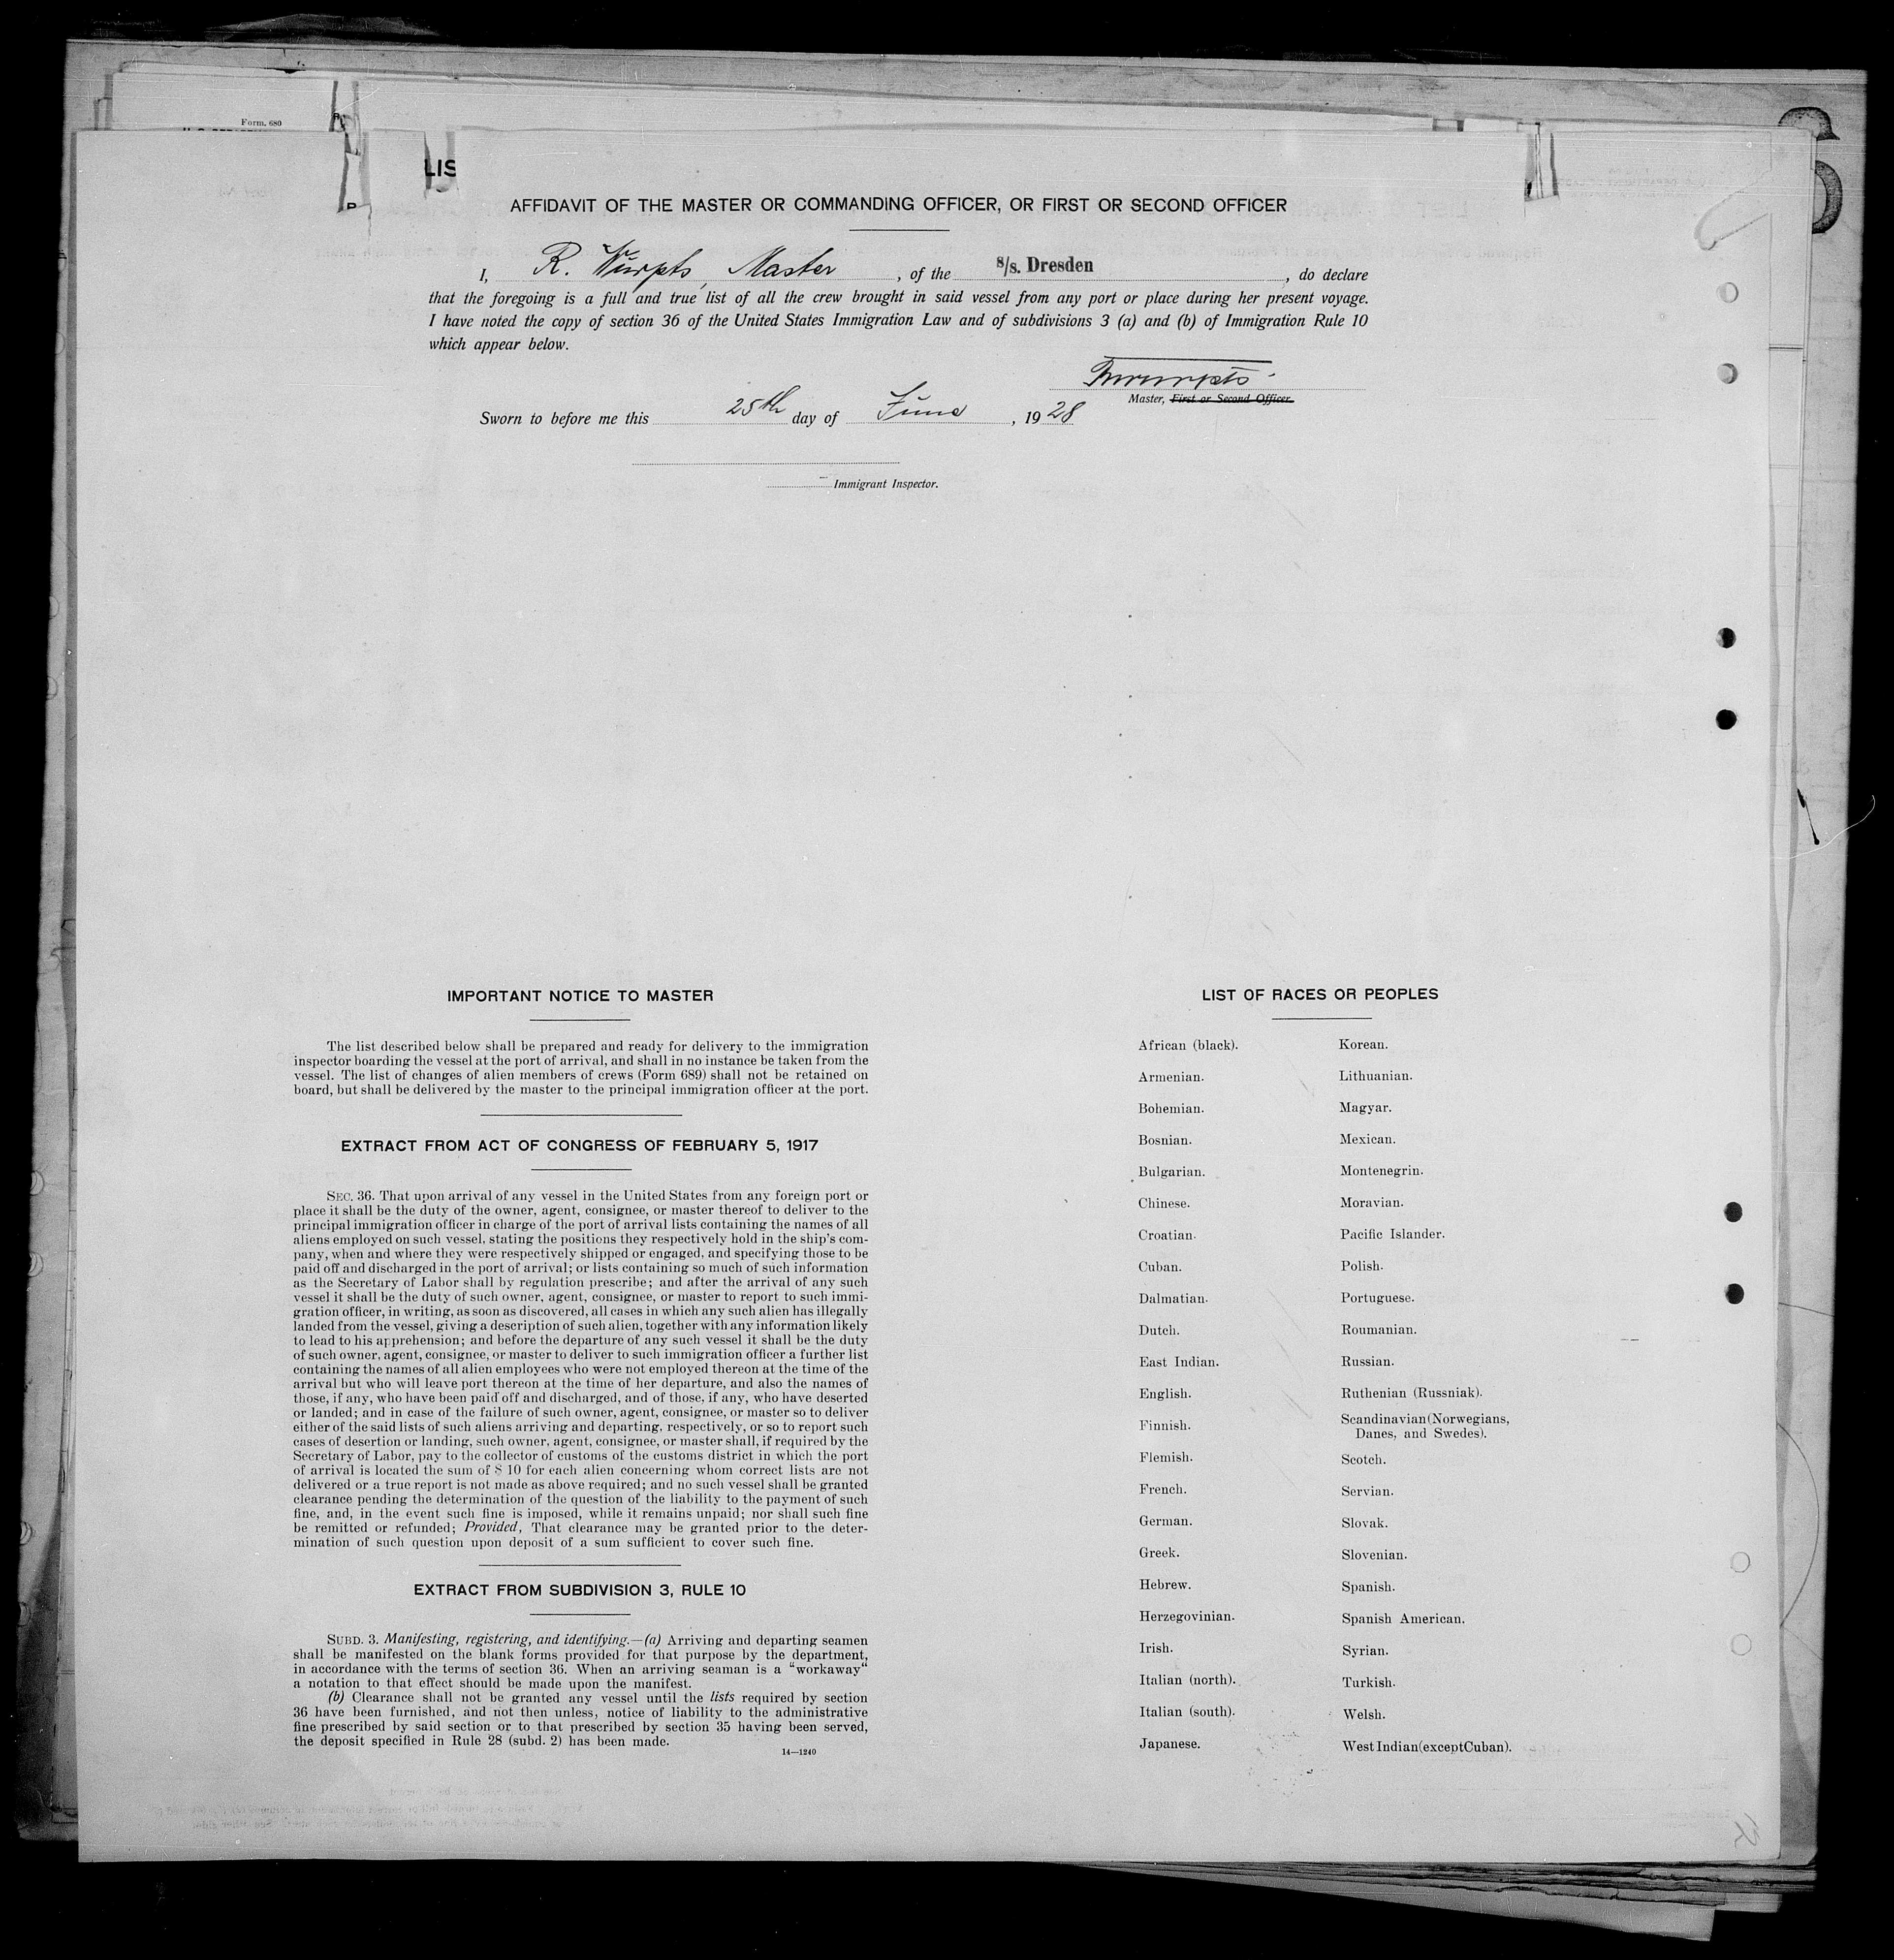 Form. 680
LIS
AFFIDAVIT OF THE MASTER OR COMMANDING OFFICER, OR FIRST OR SECOND OFFICER
I, R. Würpts, Master, of the S/s. Dresden, do declare
that the foregoing is a full and true list of all the crew brought in said vessel from any port or place during her present voyage.
I have noted the copy of section 36 of the United States Immigration Law and of subdivisions 3 (a) and (b) of Immigration Rule 10
which appear below.
Master, First or Second Officer.
Sworn to before me this 25th day of June, 1928
Immigrant Inspector.
IMPORTANT NOTICE TO MASTER
The list described below shall be prepared and ready for delivery to the immigration
inspector boarding the vessel at the port of arrival, and shall in no instance be taken from the
vessel. The list of changes of alien members of crews (Form 689) shall not be retained on
board, but shall be delivered by the master to the principal immigration officer at the port.
EXTRACT FROM ACT OF CONGRESS OF FEBRUARY 5, 1917
SEC. 36. That upon arrival of any vessel in the United States from any foreign port or
place it shall be the duty of the owner, agent, consignee, or master thereof to deliver to the
principal immigration officer in charge of the port of arrival lists containing the names of all
aliens employed on such vessel, stating the positions they respectively hold in the ship's com-
pany, when and where they were respectively shipped or engaged, and specifying those to be
paid off and discharged in the port of arrival; or lists containing so much of such information
as the Secretary of Labor shall by regulation prescribe; and after the arrival of any such
vessel it shall be the duty of such owner, agent, consignee, or master to report to such immi-
gration officer, in writing, as soon as discovered, all cases in which any such alien has illegally
landed from the vessel, giving a description of such alien, together with any information likely
to lead to his apprehension; and before the departure of any such vessel it shall be the duty
of such owner, agent, consignee, or master to deliver to such immigration officer a further list
containing the names of all alien employees who were not employed thereon at the time of the
arrival but who will leave port thereon at the time of her departure, and also the names of
those, if any, who have been paid off and discharged, and of those, if any, who have deserted
or landed; and in case of the failure of such owner, agent, consignee, or master so to deliver
either of the said lists of such aliens arriving and departing, respectively, or so to report such
cases of desertion or landing, such owner, agent, consignee, or master shall, if required by the
Secretary of Labor, pay to the collector of customs of the customs district in which the port
of arrival is located the sum of $ 10 for each alien concerning whom correct lists are not
delivered or a true report is not made as above required; and no such vessel shall be granted
clearance pending the determination of the question of the liability to the payment of such
fine, and, in the event such fine is imposed, while it remains unpaid; nor shall such fine
be remitted or refunded; Provided, That clearance may be granted prior to the deter-
mination of such question upon deposit of a sum sufficient to cover such fine.
EXTRACT FROM SUBDIVISION 3, RULE 10
SUBD. 3. Manifesting, registering, and identifying.—(a) Arriving and departing seamen
shall be manifested on the blank forms provided for that purpose by the department,
in accordance with the terms of section 36. When an arriving seaman is a “workaway“
a notation to that effect should be made upon the manifest.
(b) Clearance shall not be granted any vessel until the lists required by section
36 have been furnished, and not then unless, notice of liability to the administrative
fine prescribed by said section or to that prescribed by section 35 having been served,
the deposit specified in Rule 28 (subd. 2) has been made.
14—1240
LIST OF RACES OR PEOPLES
African (black).
Armenian.
Bohemian.
Bosnian.
Bulgarian.
Chinese.
Croatian.
Cuban.
Dalmatian.
Dutch.
East Indian.
English.
Finnish.
Flemish.
French.
German.
Greek.
Hebrew.
Herzegovinian.
Irish.
Italian (north).
Italian (south).
Japanese.
Korean.
Lithuanian.
Magyar.
Mexican.
Montenegrin.
Moravian.
Pacific Islander.
Polish.
Portuguese.
Roumanian.
Russian.
Ruthenian (Russniak).
Scandinavian (Norwegians,
Danes, and Swedes).
Scotch.
Servian.
Slovak.
Slovenian.
Spanish.
Spanish American.
Syrian.
Turkish.
Welsh.
West Indian (except Cuban).